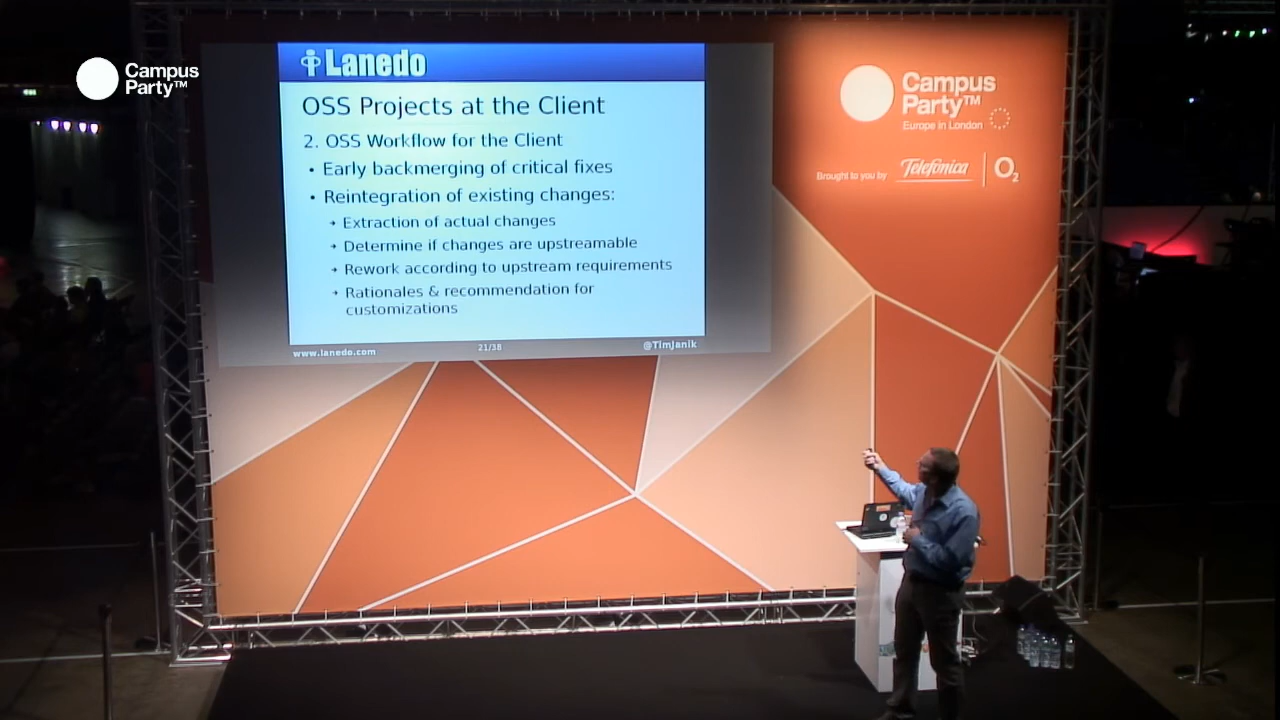 Campus
Party™
Lanedo
OSS Projects at the Client
2. OSS Workflow for the Client
• Early backmerging of critical fixes
• Reintegration of existing changes:
➔ Extraction of actual changes
➔ Determine if changes are upstreamable
➔ Rework according to upstream requirements
➔ Rationales & recommendation for
customizations
www.lanedo.com
21/38
@TimJanik
Campus
Party™
Europe in London
Brought to you by
Telefónica
O2